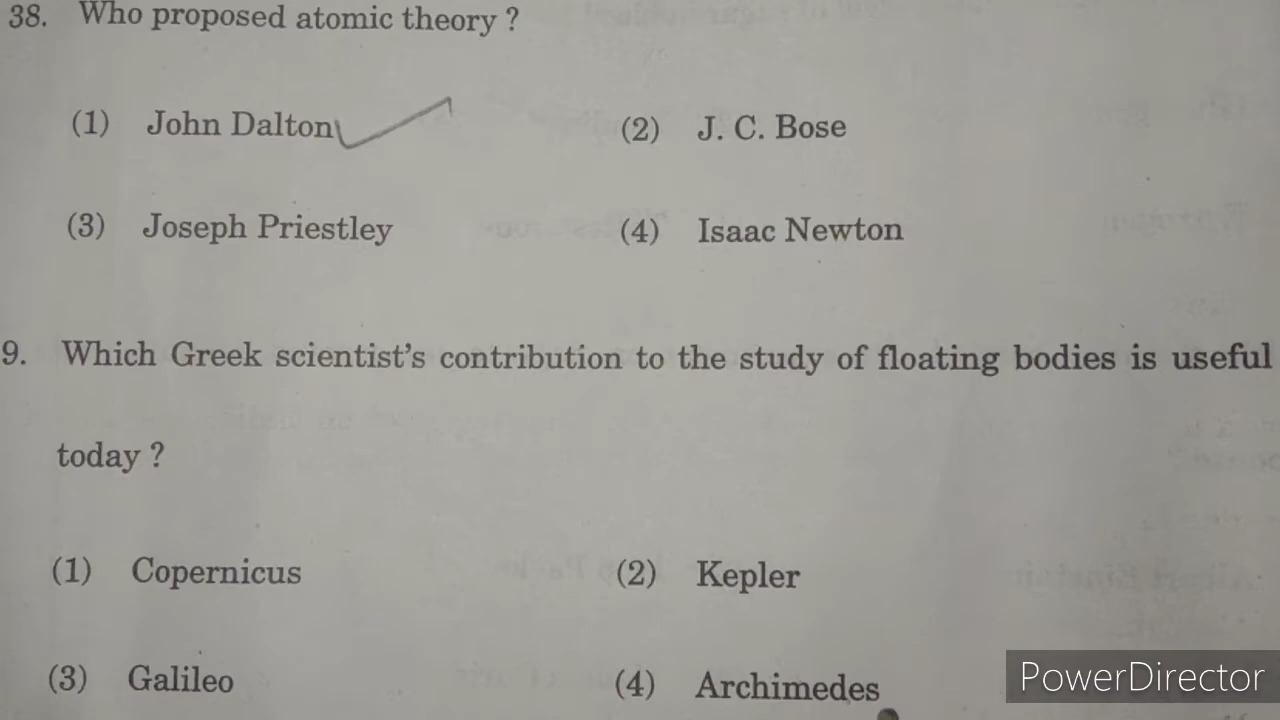 38. Who proposed atomic theory ?
(1) John Dalton (2) J. C. Bose
(3) Joseph Priestley (4) Isaac Newton
9. Which Greek scientist's contribution to the study of floating bodies is useful
today ?
(1) Copernicus (2) Kepler
(3) Galileo (4) Archimedes
PowerDirector